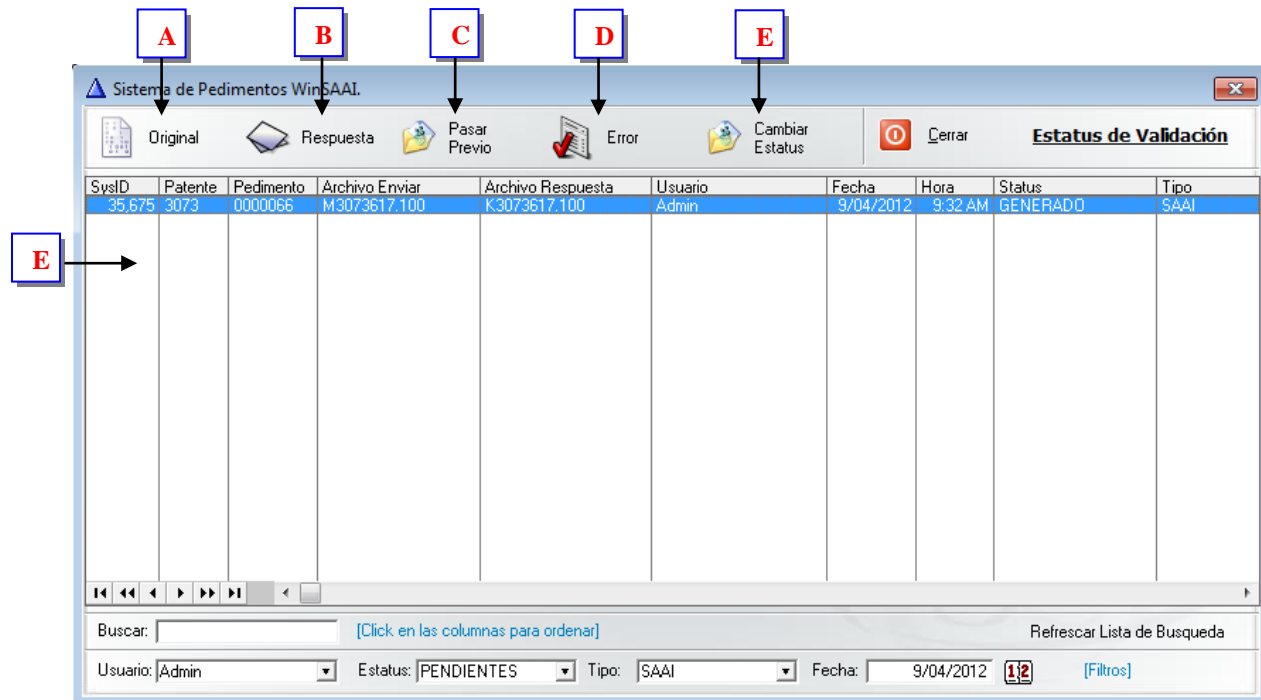 A B C D E
Sistema de Pedimentos WinSAAI.
Original Respuesta Pasar Previo Error Cambiar Estatus Cerrar Estatus de Validación
SysID Patente Pedimento Archivo Enviar Archivo Respuesta Usuario Fecha Hora Status Tipo
35,675 3073 0000066 M3073617.100 K3073617.100 Admin 9/04/2012 9:32 AM GENERADO SAAI
E
Buscar: [Click en las columnas para ordenar] Refrescar Lista de Busqueda
Usuario: Admin Estatus: PENDIENTES Tipo: SAAI Fecha: 9/04/2012 12 [Filtros]